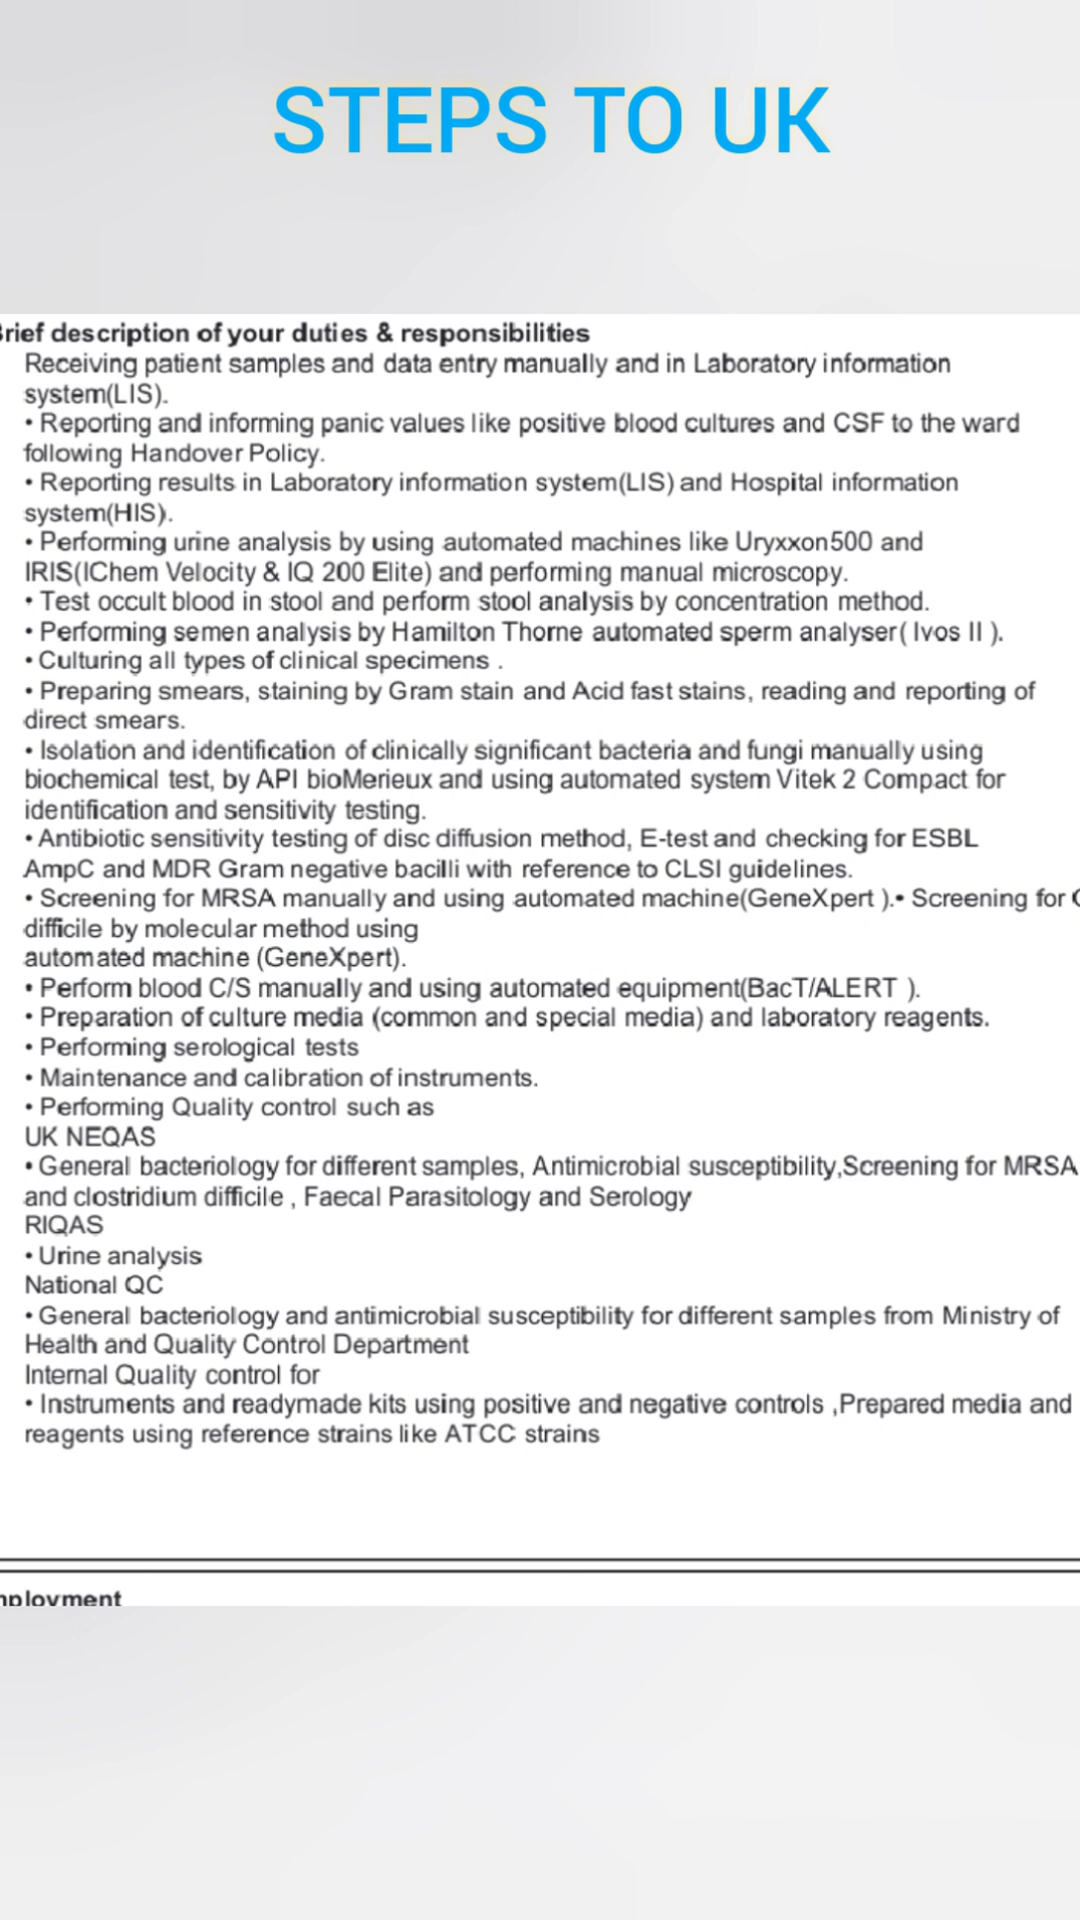 STEPS TO UK
rief description of your duties & responsibilities
Receiving patient samples and data entry manually and in Laboratory information
system(LIS).
• Reporting and informing panic values like positive blood cultures and CSF to the ward
following Handover Policy.
• Reporting results in Laboratory information system(LIS) and Hospital information
system(HIS).
• Performing urine analysis by using automated machines like Uryxxon500 and
IRIS(IChem Velocity & IQ 200 Elite) and performing manual microscopy.
• Test occult blood in stool and perform stool analysis by concentration method.
• Performing semen analysis by Hamilton Thorne automated sperm analyser( Ivos II ).
• Culturing all types of clinical specimens .
• Preparing smears, staining by Gram stain and Acid fast stains, reading and reporting of
direct smears.
• Isolation and identification of clinically significant bacteria and fungi manually using
biochemical test, by API bioMerieux and using automated system Vitek 2 Compact for
identification and sensitivity testing.
• Antibiotic sensitivity testing of disc diffusion method, E-test and checking for ESBL
AmpC and MDR Gram negative bacilli with reference to CLSI guidelines.
• Screening for MRSA manually and using automated machine(GeneXpert ).• Screening for
difficile by molecular method using
automated machine (GeneXpert).
• Perform blood C/S manually and using automated equipment(BacT/ALERT ).
• Preparation of culture media (common and special media) and laboratory reagents.
• Performing serological tests
• Maintenance and calibration of instruments.
• Performing Quality control such as
UK NEQAS
• General bacteriology for different samples, Antimicrobial susceptibility,Screening for MRSA
and clostridium difficile , Faecal Parasitology and Serology
RIQAS
• Urine analysis
National QC
• General bacteriology and antimicrobial susceptibility for different samples from Ministry of
Health and Quality Control Department
Internal Quality control for
• Instruments and readymade kits using positive and negative controls ,Prepared media and
reagents using reference strains like ATCC strains
ployment